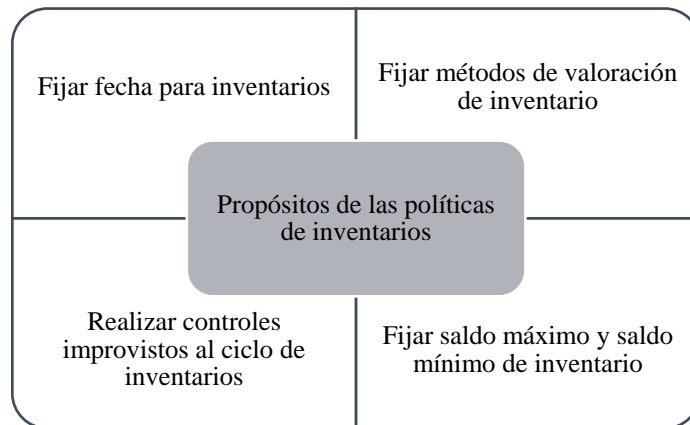 Fijar fecha para inventarios
Fijar métodos de valoración
de inventario
Propósitos de las políticas
de inventarios
Realizar controles
improvistos al ciclo de
inventarios
Fijar saldo máximo y saldo
mínimo de inventario